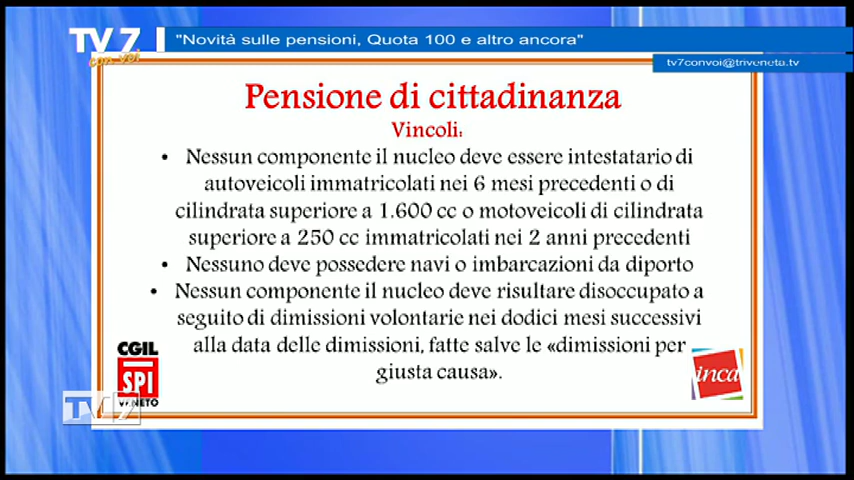 TV7
con voi
"Novità sulle pensioni, Quota 100 e altro ancora"
tv7convoi@triveneto.tv
Pensione di cittadinanza
Vincoli:
• Nessun componente il nucleo deve essere intestatario di
autoveicoli immatricolati nei 6 mesi precedenti o di
cilindrata superiore a 1.600 cc o motoveicoli di cilindrata
superiore a 250 cc immatricolati nei 2 anni precedenti
• Nessuno deve possedere navi o imbarcazioni da diporto
• Nessun componente il nucleo deve risultare disoccupato a
seguito di dimissioni volontarie nei dodici mesi successivi
alla data delle dimissioni, fatte salve le «dimissioni per
giusta causa».
CGIL
SPI
VENETO
TV7
inca